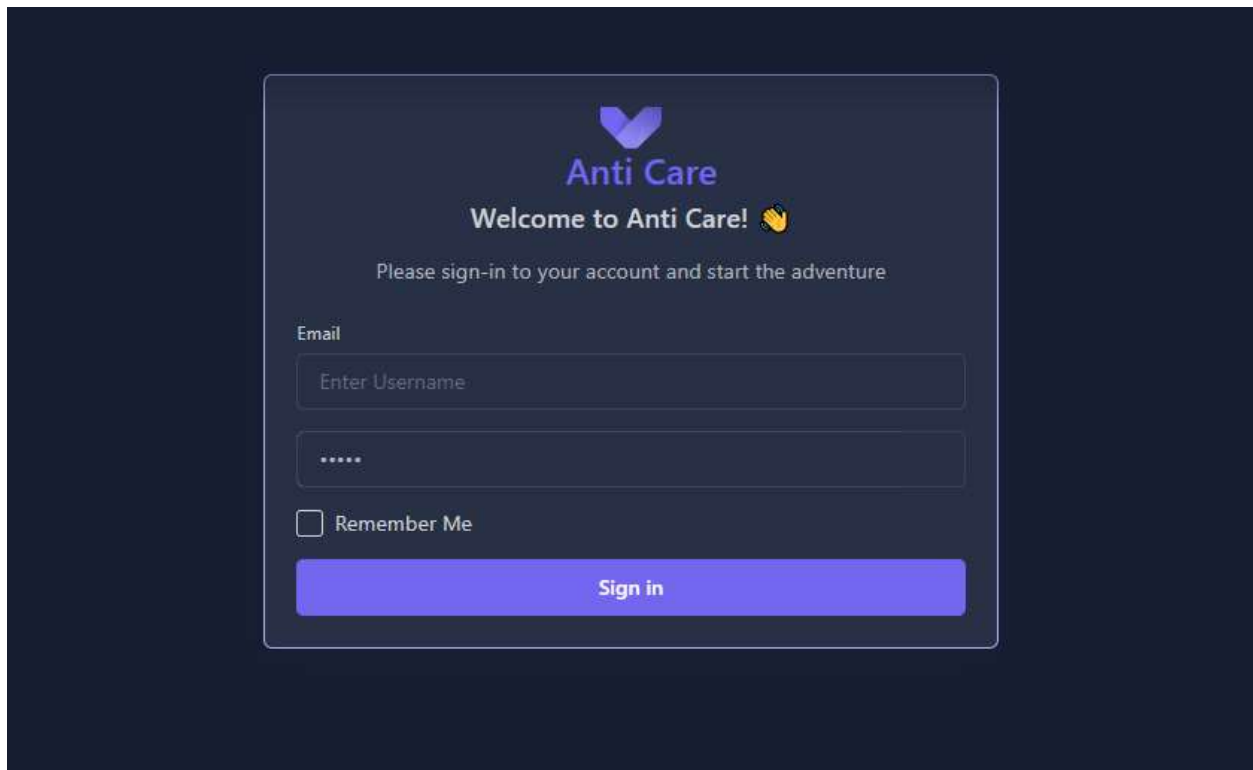 Anti Care
Welcome to Anti Care! 👋
Please sign-in to your account and start the adventure
Email
Enter Username
•••••
Remember Me
Sign in